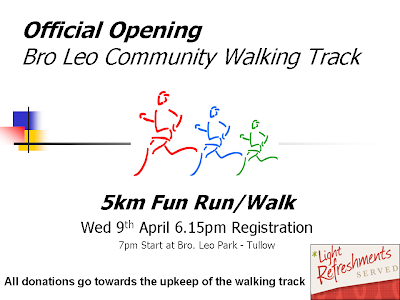 Official Opening
Bro Leo Community Walking Track
5km Fun Run/Walk
Wed 9th April 6.15pm Registration
7pm Start at Bro. Leo Park - Tullow
Light
Refreshments
SERVED
All donations go towards the upkeep of the walking track